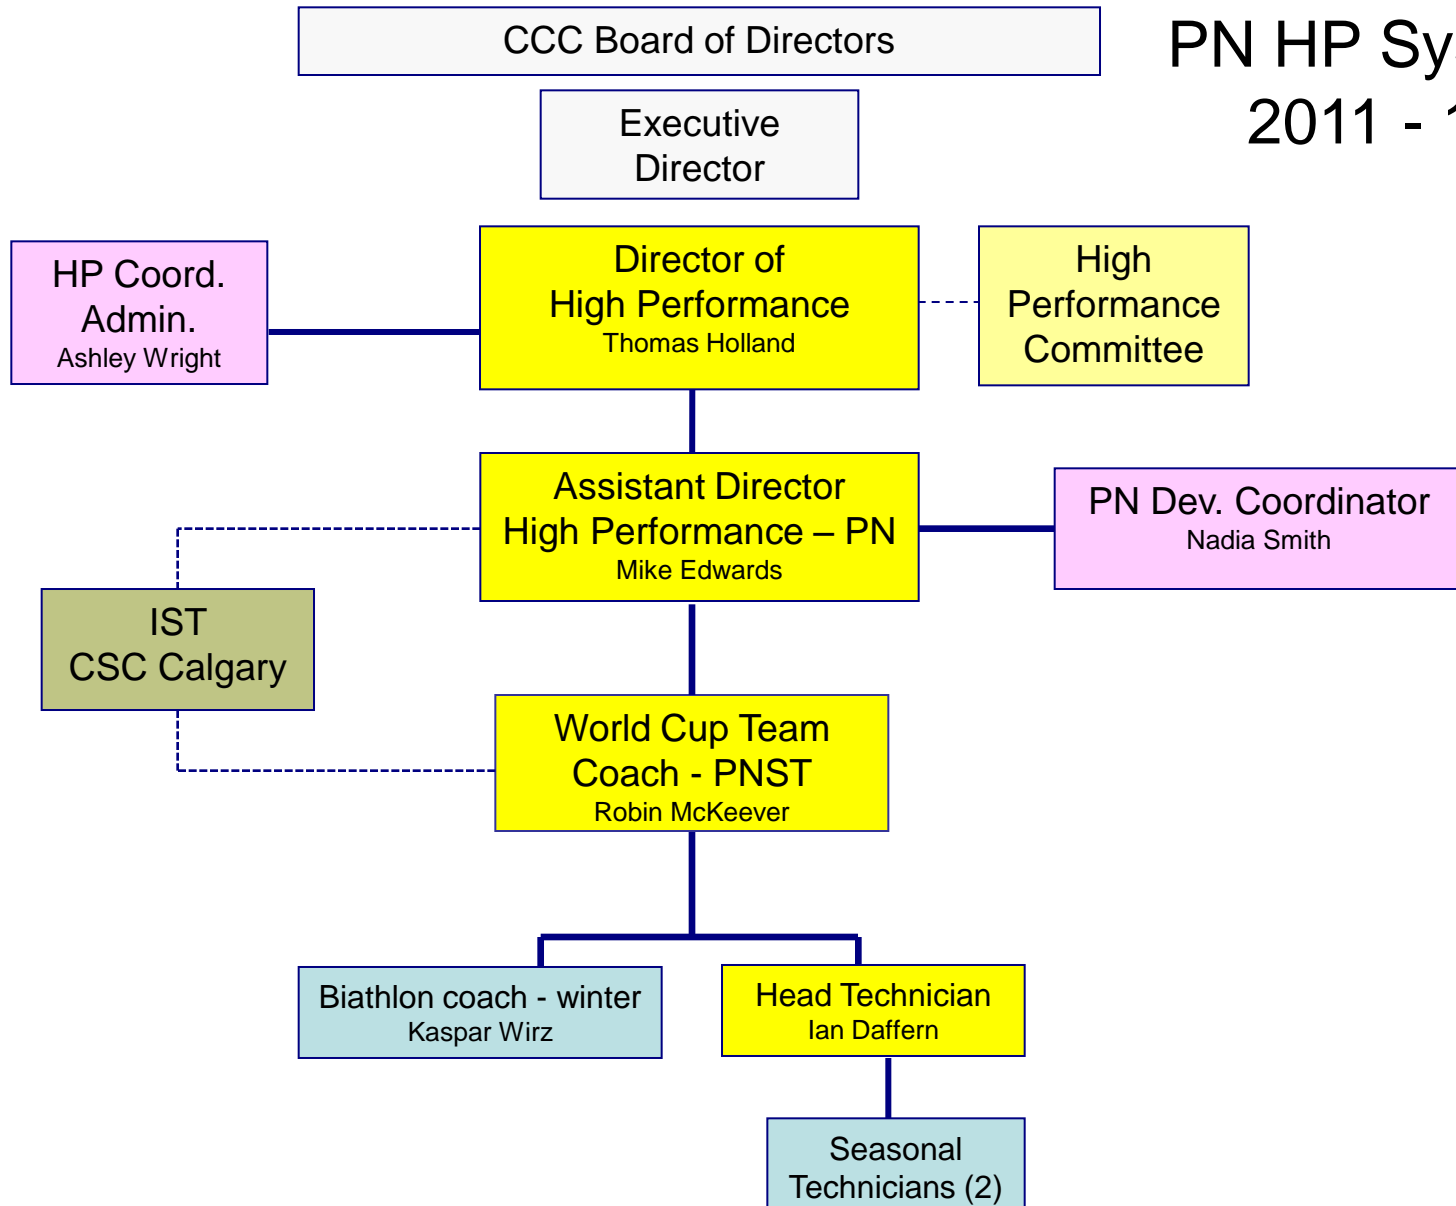 CCC Board of Directors
PN HP Sys
2011 - 1
Executive
Director
HP Coord.
Admin.
Ashley Wright
Director of
High Performance
Thomas Holland
High
Performance
Committee
Assistant Director
High Performance – PN
Mike Edwards
PN Dev. Coordinator
Nadia Smith
IST
CSC Calgary
World Cup Team
Coach - PNST
Robin McKeever
Biathlon coach - winter
Kaspar Wirz
Head Technician
Ian Daffern
Seasonal
Technicians (2)